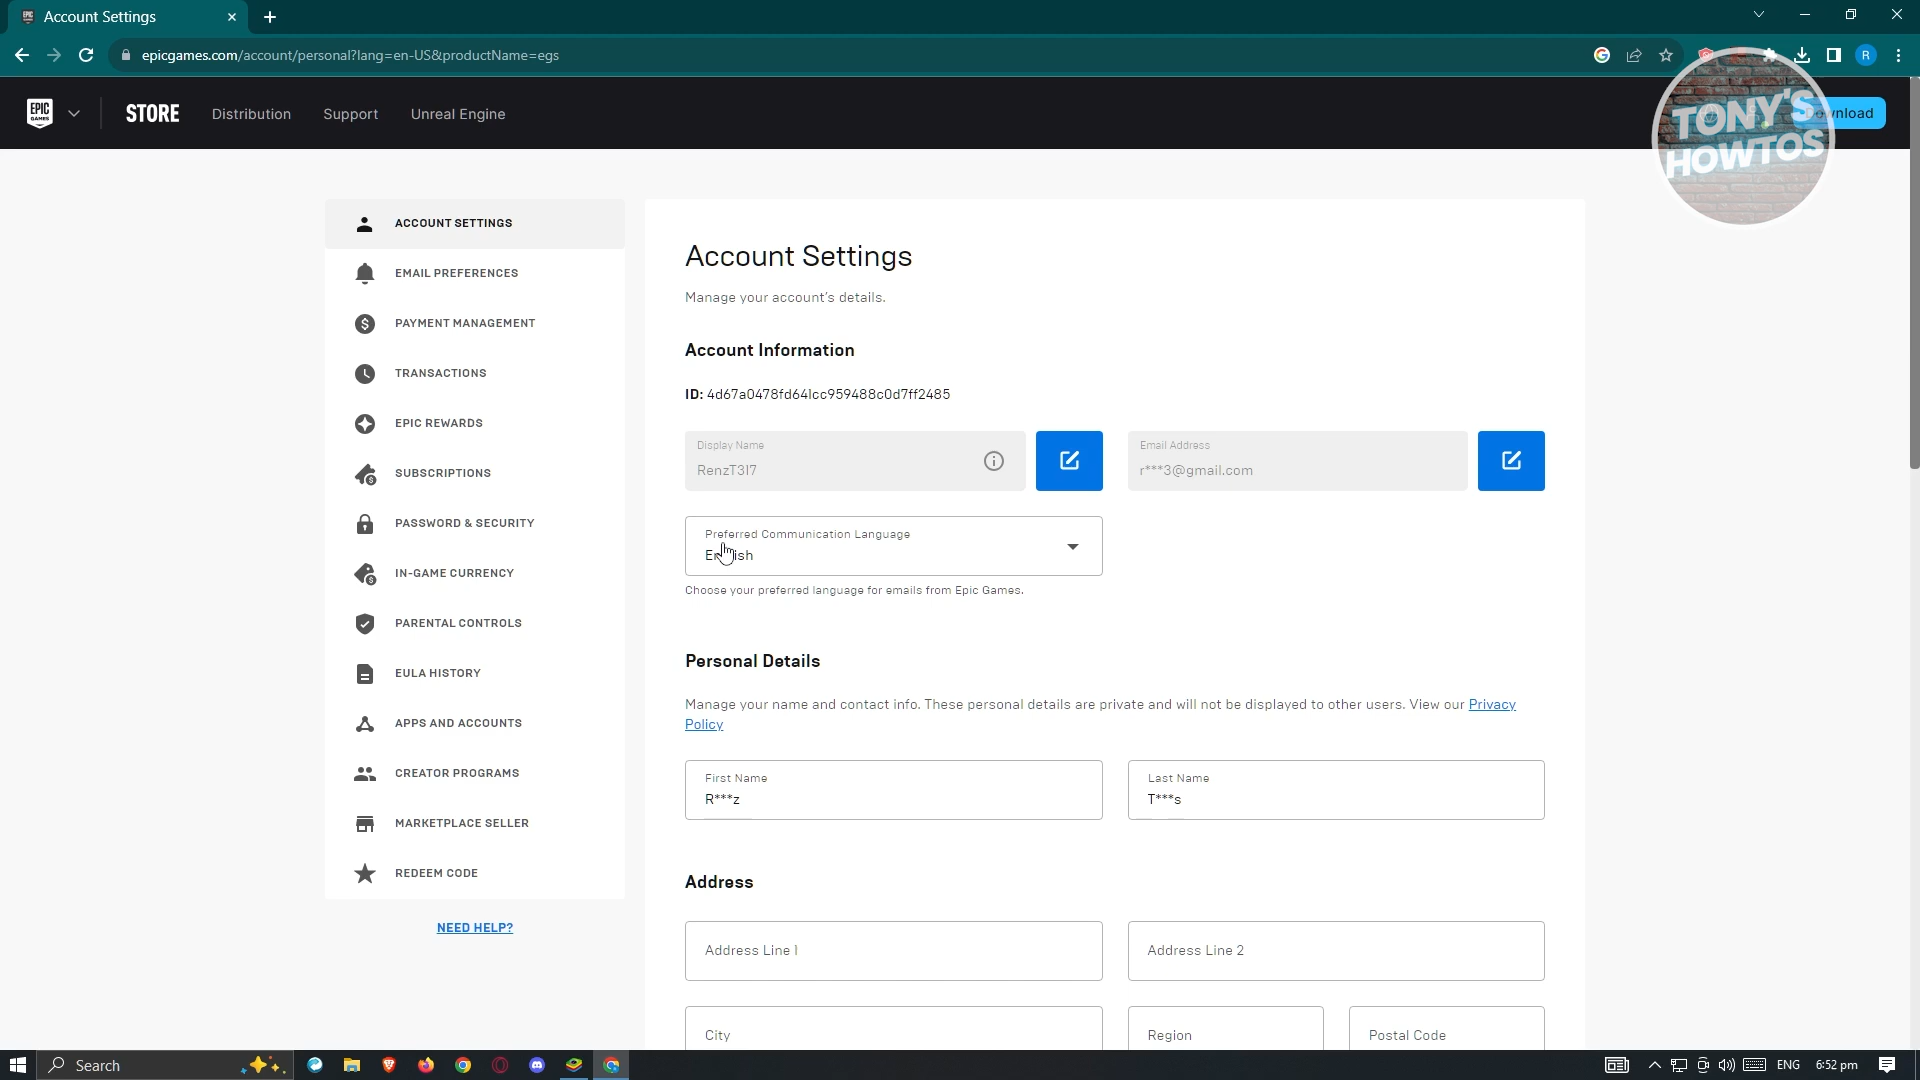 Account Settings
epicgames.com/account/personal?lang=en-US&productName=egs
R
EPIC GAMES
STORE
Distribution
Support
Unreal Engine
TONY'S
HOWTOS
ACCOUNT SETTINGS
EMAIL PREFERENCES
PAYMENT MANAGEMENT
TRANSACTIONS
EPIC REWARDS
SUBSCRIPTIONS
PASSWORD & SECURITY
IN-GAME CURRENCY
PARENTAL CONTROLS
EULA HISTORY
APPS AND ACCOUNTS
CREATOR PROGRAMS
MARKETPLACE SELLER
REDEEM CODE
NEED HELP?
Account Settings
Manage your account's details.
Account Information
ID: 4d67a0478fd641cc959488c0d7ff2485
Display Name
RenzT317
Email Address
r***3@gmail.com
Preferred Communication Language
English
Choose your preferred language for emails from Epic Games.
Personal Details
Manage your name and contact info. These personal details are private and will not be displayed to other users. View our Privacy
Policy
First Name
R***z
Last Name
T***s
Address
Address Line 1
Address Line 2
City
Region
Postal Code
Search
ENG
6:52 pm